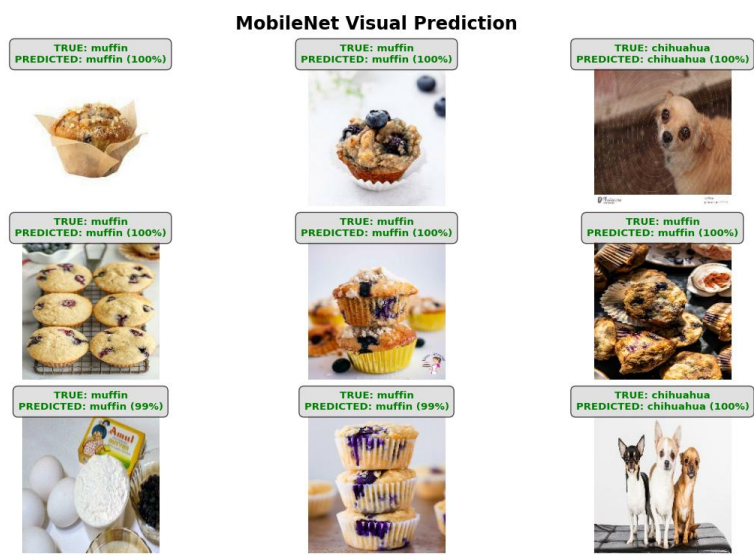 MobileNet Visual Prediction
TRUE: muffin
PREDICTED: muffin (100%)
TRUE: muffin
PREDICTED: muffin (100%)
TRUE: chihuahua
PREDICTED: chihuahua (100%)
TRUE: muffin
PREDICTED: muffin (100%)
TRUE: muffin
PREDICTED: muffin (100%)
TRUE: muffin
PREDICTED: muffin (100%)
TRUE: muffin
PREDICTED: muffin (99%)
TRUE: muffin
PREDICTED: muffin (99%)
TRUE: chihuahua
PREDICTED: chihuahua (100%)
Amul